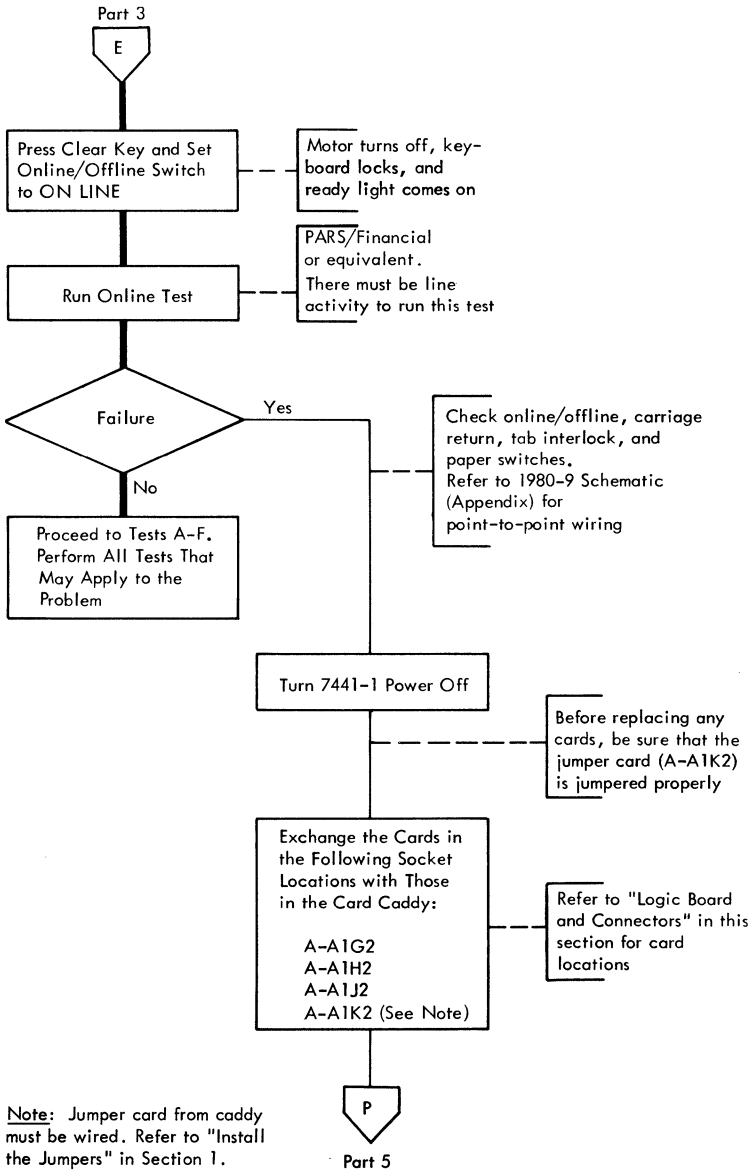 Part 3
E
Press Clear Key and Set
Online/Offline Switch
to ON LINE
Motor turns off, key-
board locks, and
ready light comes on
Run Online Test
PARS/Financial
or equivalent.
There must be line
activity to run this test
Failure
Yes
No
Check online/offline, carriage
return, tab interlock, and
paper switches.
Refer to 1980-9 Schematic
(Appendix) for
point-to-point wiring
Proceed to Tests A-F.
Perform All Tests That
May Apply to the
Problem
Turn 7441-1 Power Off
Before replacing any
cards, be sure that the
jumper card (A-A1K2)
is jumpered properly
Exchange the Cards in
the Following Socket
Locations with Those
in the Card Caddy:
A-A1G2
A-A1H2
A-A1J2
A-A1K2 (See Note)
Refer to "Logic Board
and Connectors" in this
section for card
locations
P
Part 5
Note: Jumper card from caddy
must be wired. Refer to "Install
the Jumpers" in Section 1.